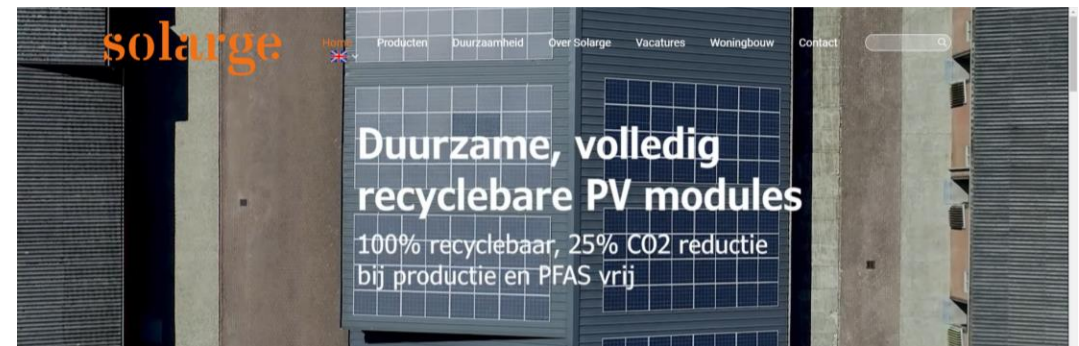 solarge
Home Producten Duurzaamheid Over Solarge Vacatures Woningbouw Contact
Duurzame, volledig
recyclebare PV modules
100% recyclebaar, 25% CO2 reductie
bij productie en PFAS vrij